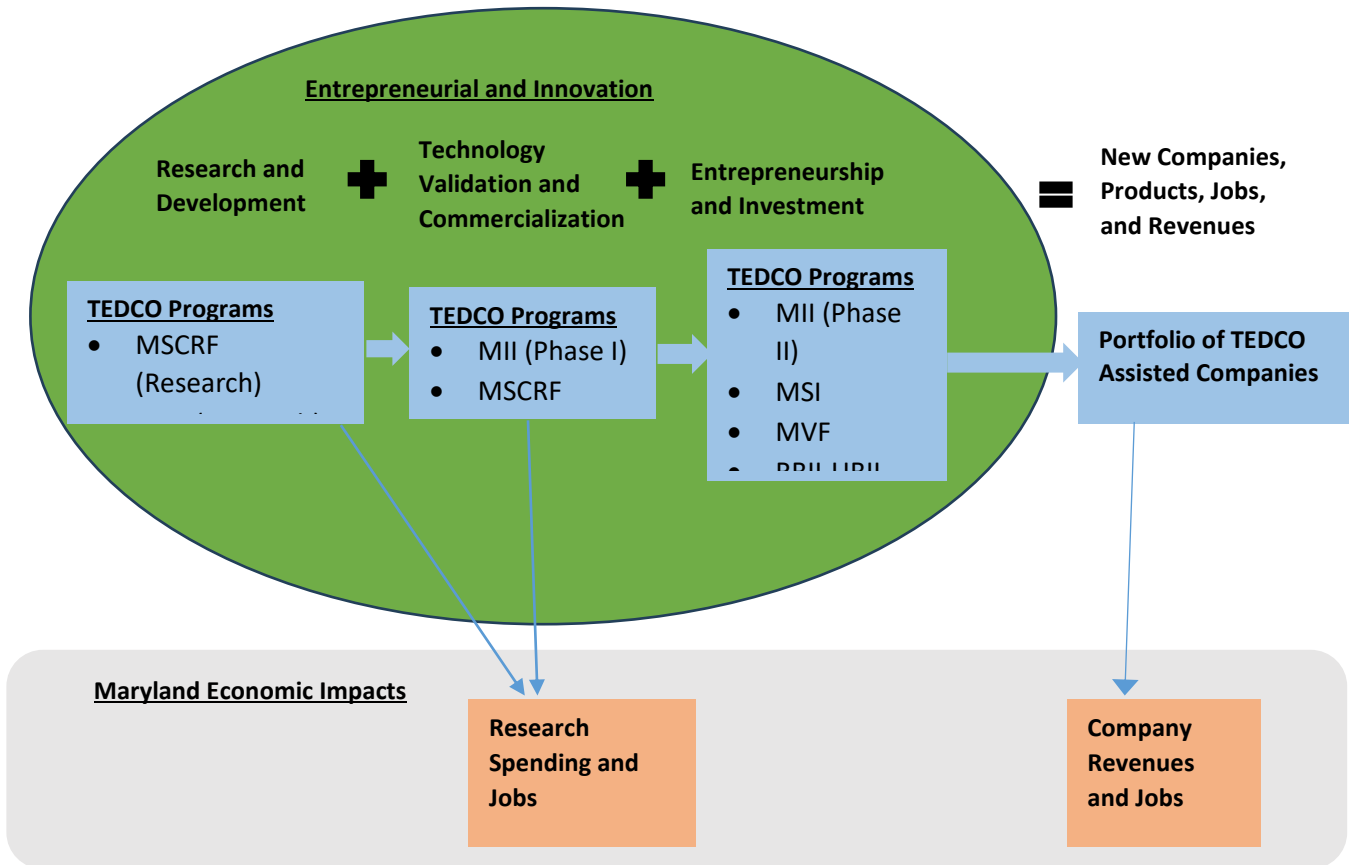 Entrepreneurial and Innovation
Research and
Development
Technology
Validation and
Commercialization
Entrepreneurship
and Investment
New Companies,
Products, Jobs,
and Revenues
TEDCO Programs
• MSCRF
(Research)
TEDCO Programs
• MII (Phase I)
• MSCRF
TEDCO Programs
• MII (Phase
II)
• MSI
• MVF
Portfolio of TEDCO
Assisted Companies
Maryland Economic Impacts
Research
Spending and
Jobs
Company
Revenues
and Jobs